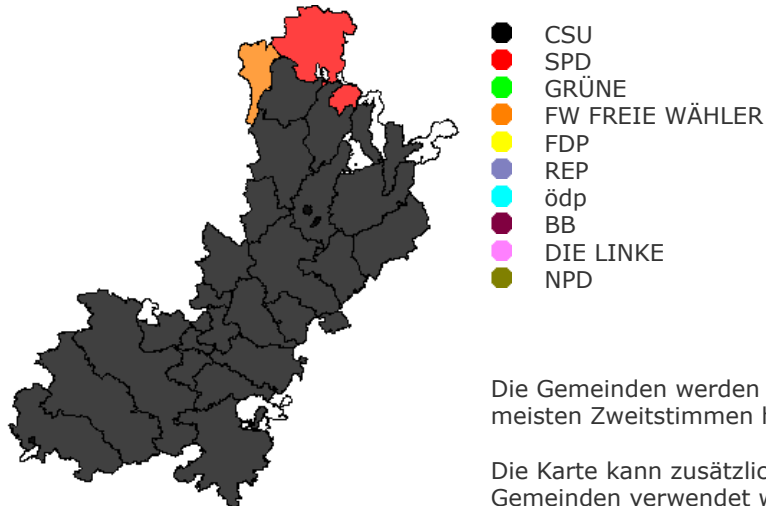 CSU
SPD
GRÜNE
FW FREIE WÄHLER
FDP
REP
ödp
BB
DIE LINKE
NPD
Die Gemeinden werden
meisten Zweitstimmen
Die Karte kann zusätzlic
Gemeinden verwendet